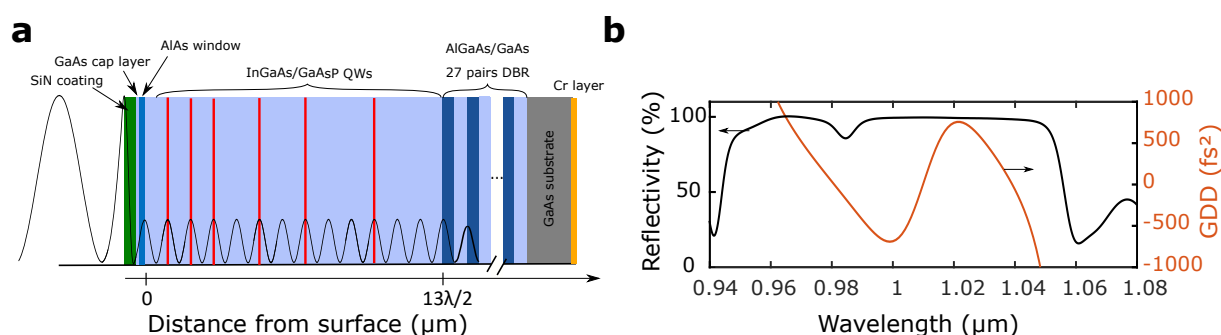 a
AlAs window
GaAs cap layer
SiN coating
InGaAs/GaAsP QWs
AlGaAs/GaAs
27 pairs DBR
Cr layer
...
GaAs substrate
0
13λ/2
Distance from surface (μm)
b
Reflectivity (%)
100
50
0
0.94
0.96
0.98
1
1.02
1.04
1.06
1.08
Wavelength (μm)
1000
500
0
-500
-1000
GDD (fs²)